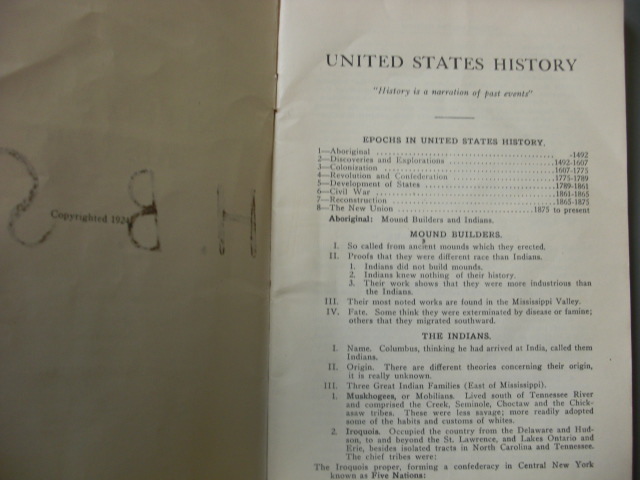 Copyrighted 192
H. B. S
UNITED STATES HISTORY
"History is a narration of past events"
EPOCHS IN UNITED STATES HISTORY.
1—Aboriginal ........ -1492
2—Discoveries and Explorations ........ 1492-1607
3—Colonization ........ 1607-1775
4—Revolution and Confederation ........ 1775-1789
5—Development of States ........ 1789-1861
6—Civil War ........ 1861-1865
7—Reconstruction ........ 1865-1875
8—The New Union ........ 1875 to present
Aboriginal: Mound Builders and Indians.
MOUND BUILDERS.
I. So called from ancient mounds which they erected.
II. Proofs that they were different race than Indians.
1. Indians did not build mounds.
2. Indians knew nothing of their history.
3. Their work shows that they were more industrious than
the Indians.
III. Their most noted works are found in the Mississippi Valley.
IV. Fate. Some think they were exterminated by disease or famine;
others that they migrated southward.
THE INDIANS.
I. Name. Columbus, thinking he had arrived at India, called them
Indians.
II. Origin. There are different theories concerning their origin,
it is really unknown.
III. Three Great Indian Families (East of Mississippi).
1. Muskhogees, or Mobilians. Lived south of Tennessee River
and comprised the Creek, Seminole, Choctaw and Chick-
asaw tribes. These were less savage; more readily adopted
some of the habits and customs of whites.
2. Iroquois. Occupied the country from the Delaware and Hud-
son, to and beyond the St. Lawrence, and Lakes Ontario and
Erie, besides isolated tracts in North Carolina and Tennessee.
The chief tribes were:
The Iroquois proper, forming a confederacy in Central New York
known as Five Nations: